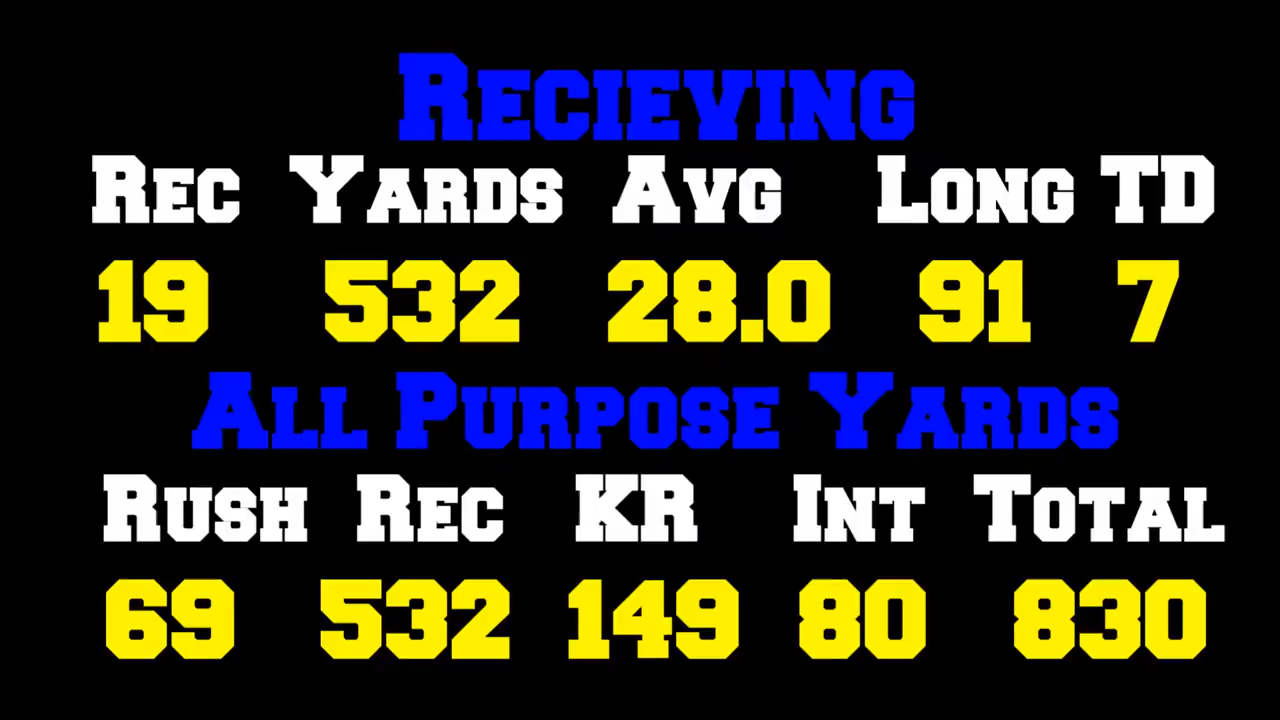 Recieving
Rec Yards Avg Long TD
19 532 28.0 91 7
All Purpose Yards
Rush Rec KR Int Total
69 532 149 80 830